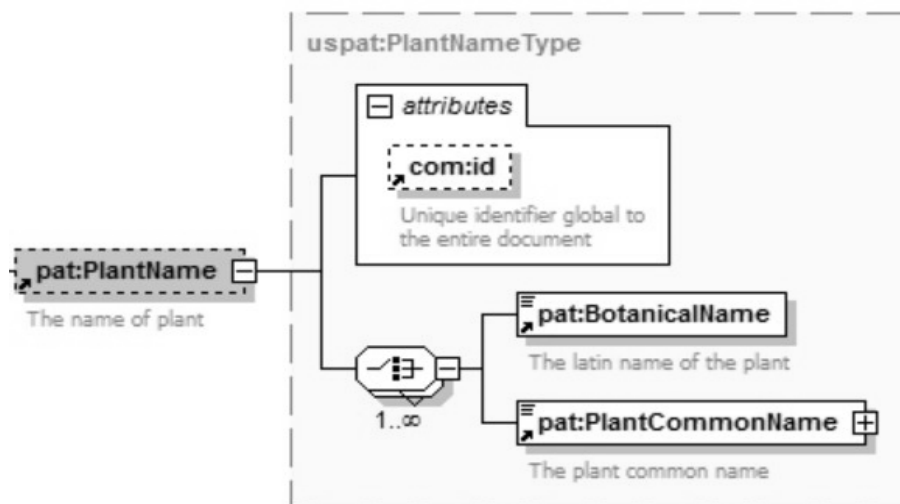 uspat:PlantNameType
attributes
com:id
Unique identifier global to
the entire document
pat:PlantName
The name of plant
pat:BotanicalName
The latin name of the plant
1..∞
pat:PlantCommonName
The plant common name